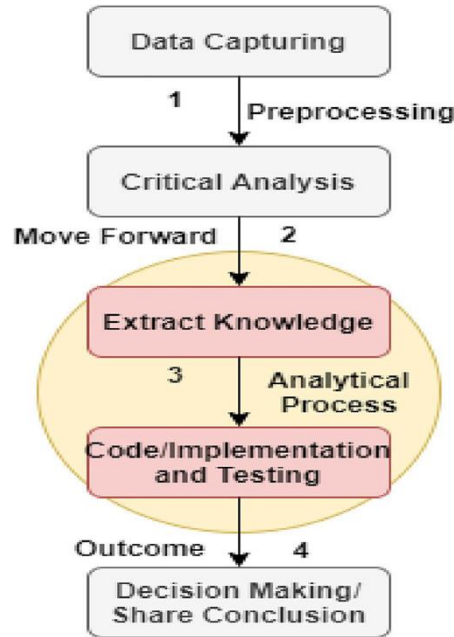 Data Capturing
1
Preprocessing
Critical Analysis
Move Forward
2
Extract Knowledge
3
Analytical
Process
Code/Implementation
and Testing
Outcome
4
Decision Making/
Share Conclusion